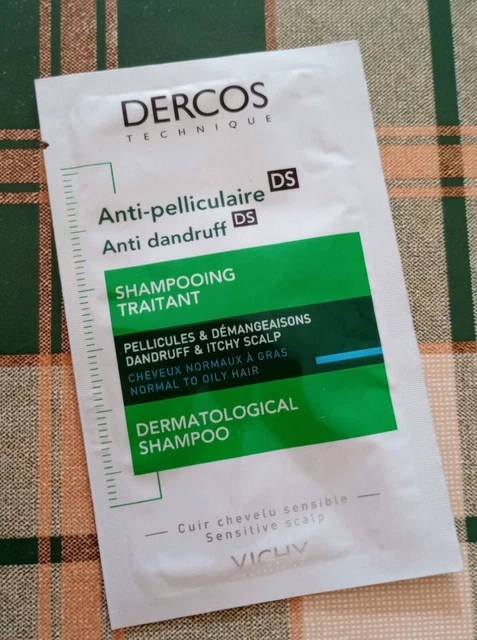 DERCOS
TECHNIQUE
Anti-pelliculaire DS
Anti dandruff DS
SHAMPOOING
TRAITANT
PELLICULES & DÉMANGEAISONS
DANDRUFF & ITCHY SCALP
CHEVEUX NORMAUX À GRAS
NORMAL TO OILY HAIR
DERMATOLOGICAL
SHAMPOO
Cuir chevelu sensible
Sensitive scalp
VICHY